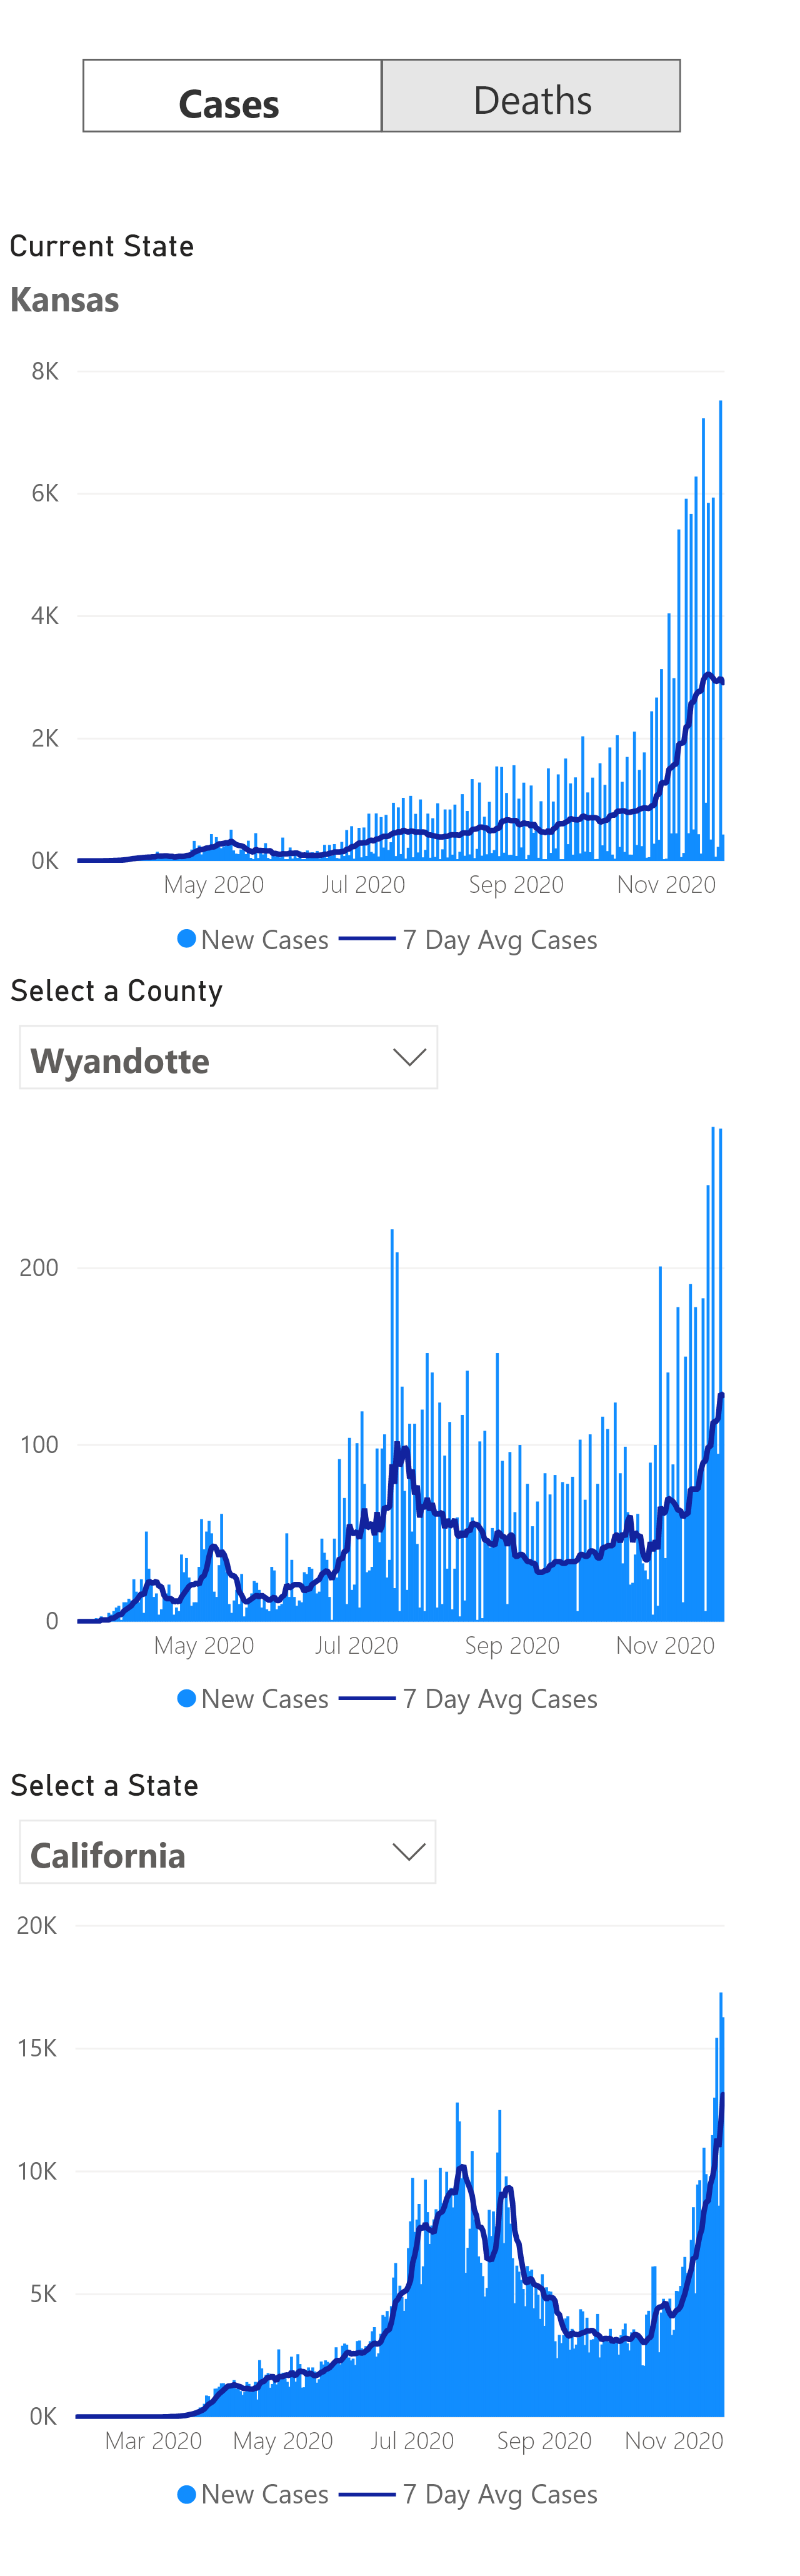 Cases Deaths
Current State
Kansas
8K
6K
4K
2K
0K
May 2020 Jul 2020 Sep 2020 Nov 2020
New Cases 7 Day Avg Cases
Select a County
Wyandotte
200
100
0
May 2020 Jul 2020 Sep 2020 Nov 2020
New Cases 7 Day Avg Cases
Select a State
California
20K
15K
10K
5K
0K
Mar 2020 May 2020 Jul 2020 Sep 2020 Nov 2020
New Cases 7 Day Avg Cases